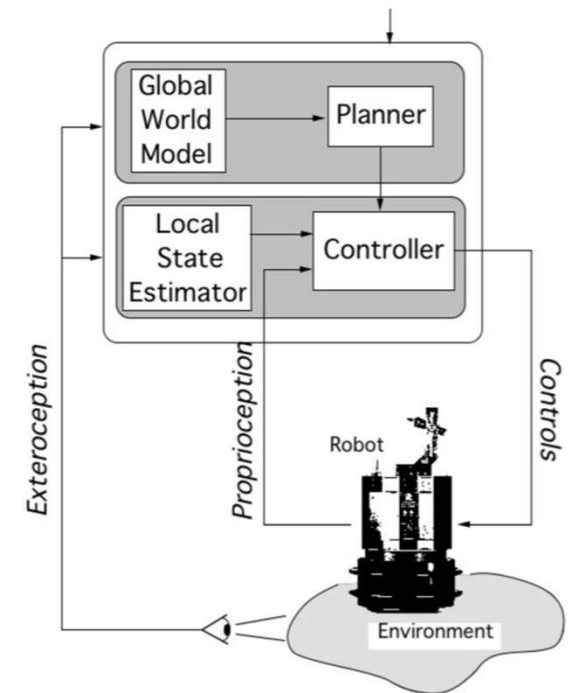 Global
World
Model
Planner
Local
State
Estimator
Controller
Exteroception
Proprioception
Controls
Robot
Environment